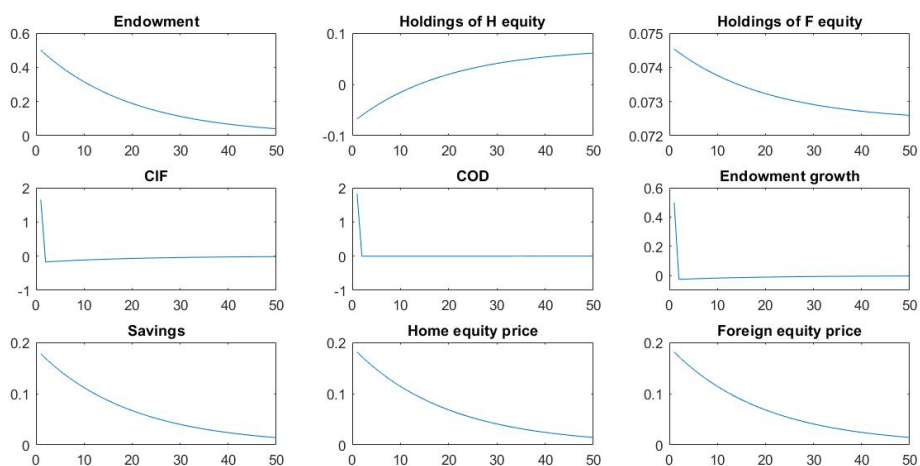 Endowment
Holdings of H equity
Holdings of F equity
0.6
0.4
0.2
0
0 10 20 30 40 50
0.1
0
-0.1
0 10 20 30 40 50
0.075
0.074
0.073
0.072
0 10 20 30 40 50
CIF
COD
Endowment growth
2
1
0
-1
0 10 20 30 40 50
2
1
0
-1
0 10 20 30 40 50
0.6
0.4
0.2
0
0 10 20 30 40 50
Savings
Home equity price
Foreign equity price
0.2
0.1
0
0 10 20 30 40 50
0.2
0.1
0
0 10 20 30 40 50
0.2
0.1
0
0 10 20 30 40 50